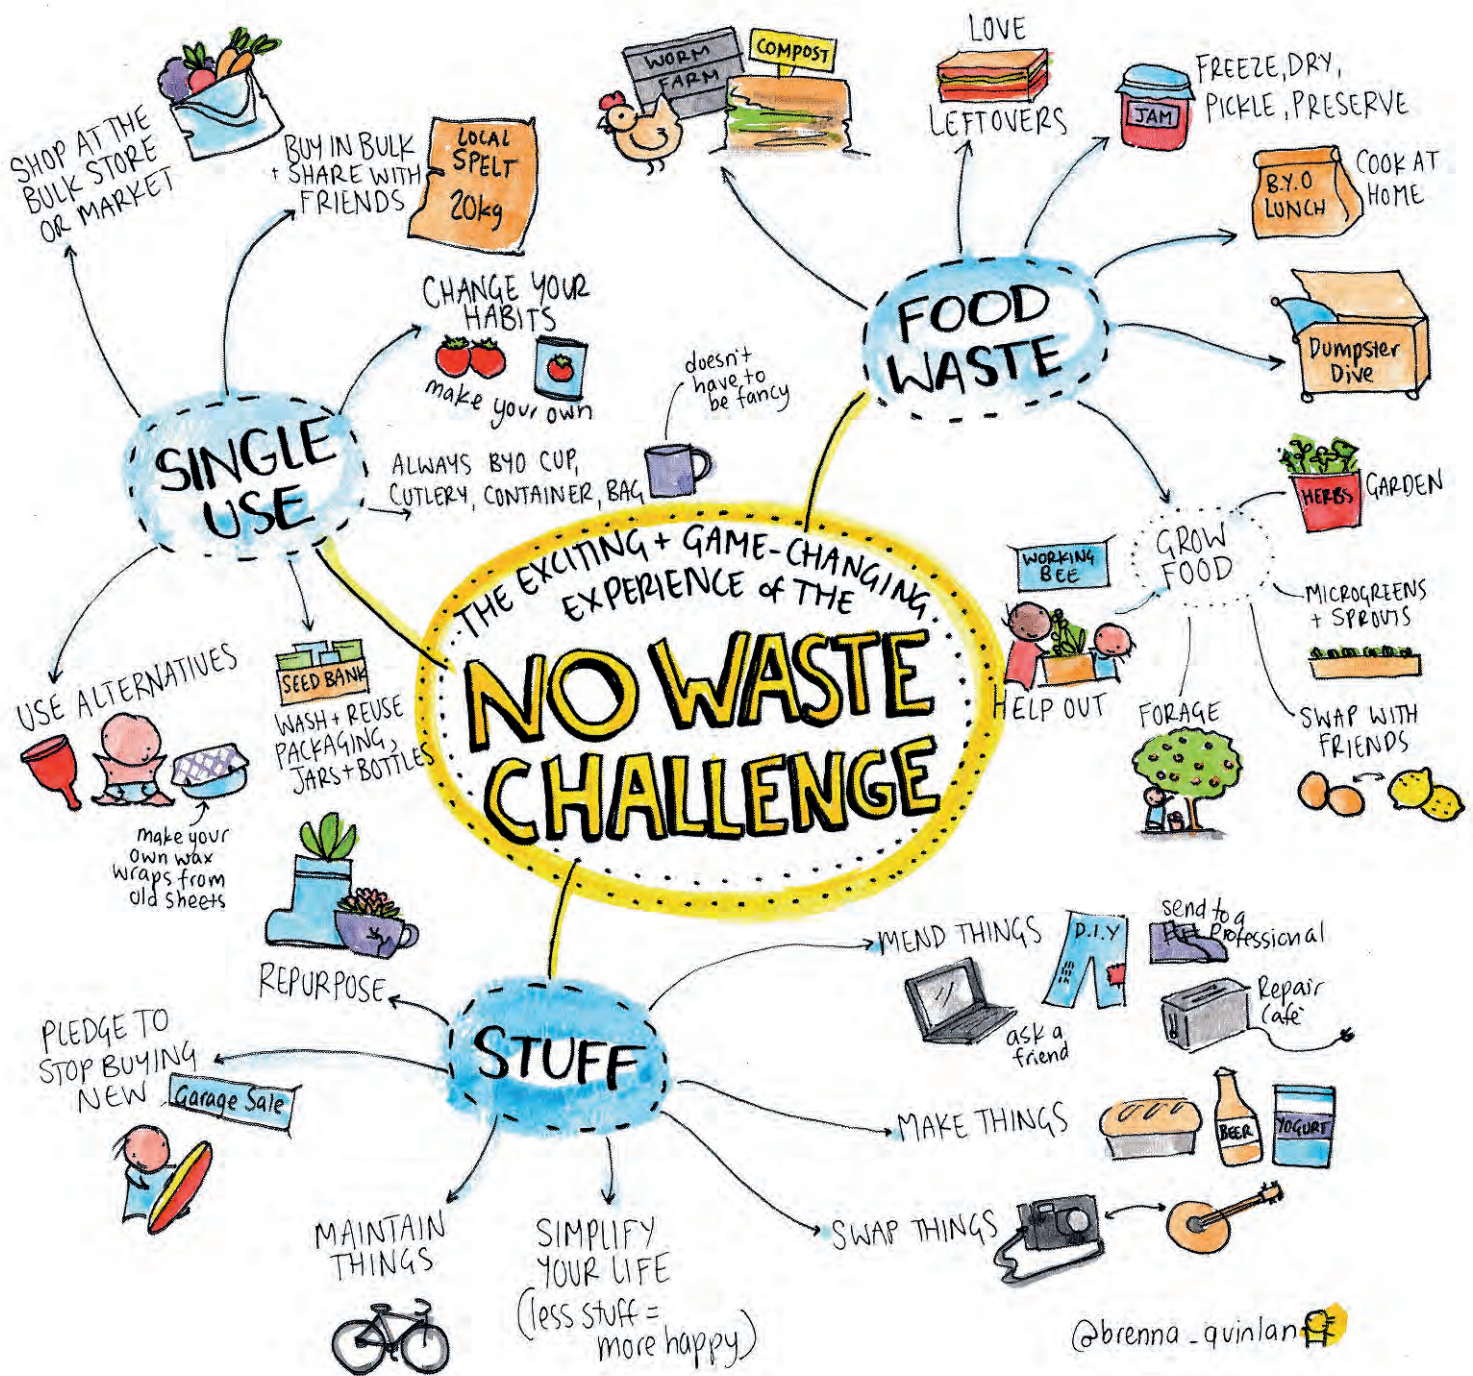 THE EXCITING + GAME-CHANGING
EXPERIENCE of THE
NO WASTE
CHALLENGE
SINGLE
USE
SHOP AT THE
BULK STORE
OR MARKET
BUY IN BULK
+ SHARE WITH
FRIENDS
LOCAL
SPELT
20kg
CHANGE YOUR
HABITS
make your own
ALWAYS BYO CUP,
CUTLERY, CONTAINER, BAG
doesn't
have to
be fancy
SEED BANK
WASH + REUSE
PACKAGING,
JARS + BOTTLES
USE ALTERNATIVES
make your
own wax
wraps from
old sheets
FOOD
WASTE
WORM
FARM
COMPOST
LOVE
LEFTOVERS
JAM
FREEZE, DRY,
PICKLE, PRESERVE
B.Y.O
LUNCH
COOK AT
HOME
Dumpster
Dive
GROW
FOOD
HERBS
GARDEN
MICROGREENS
+ SPROUTS
SWAP WITH
FRIENDS
FORAGE
WORKING
BEE
HELP OUT
STUFF
REPURPOSE
PLEDGE TO
STOP BUYING
NEW
Garage Sale
MAINTAIN
THINGS
SIMPLIFY
YOUR LIFE
(less stuff =
more happy)
SWAP THINGS
MAKE THINGS
BEER
YOGURT
MEND THINGS
ask a
friend
D.I.Y
send to a
Professional
Repair
Café
@brenna_quinlan